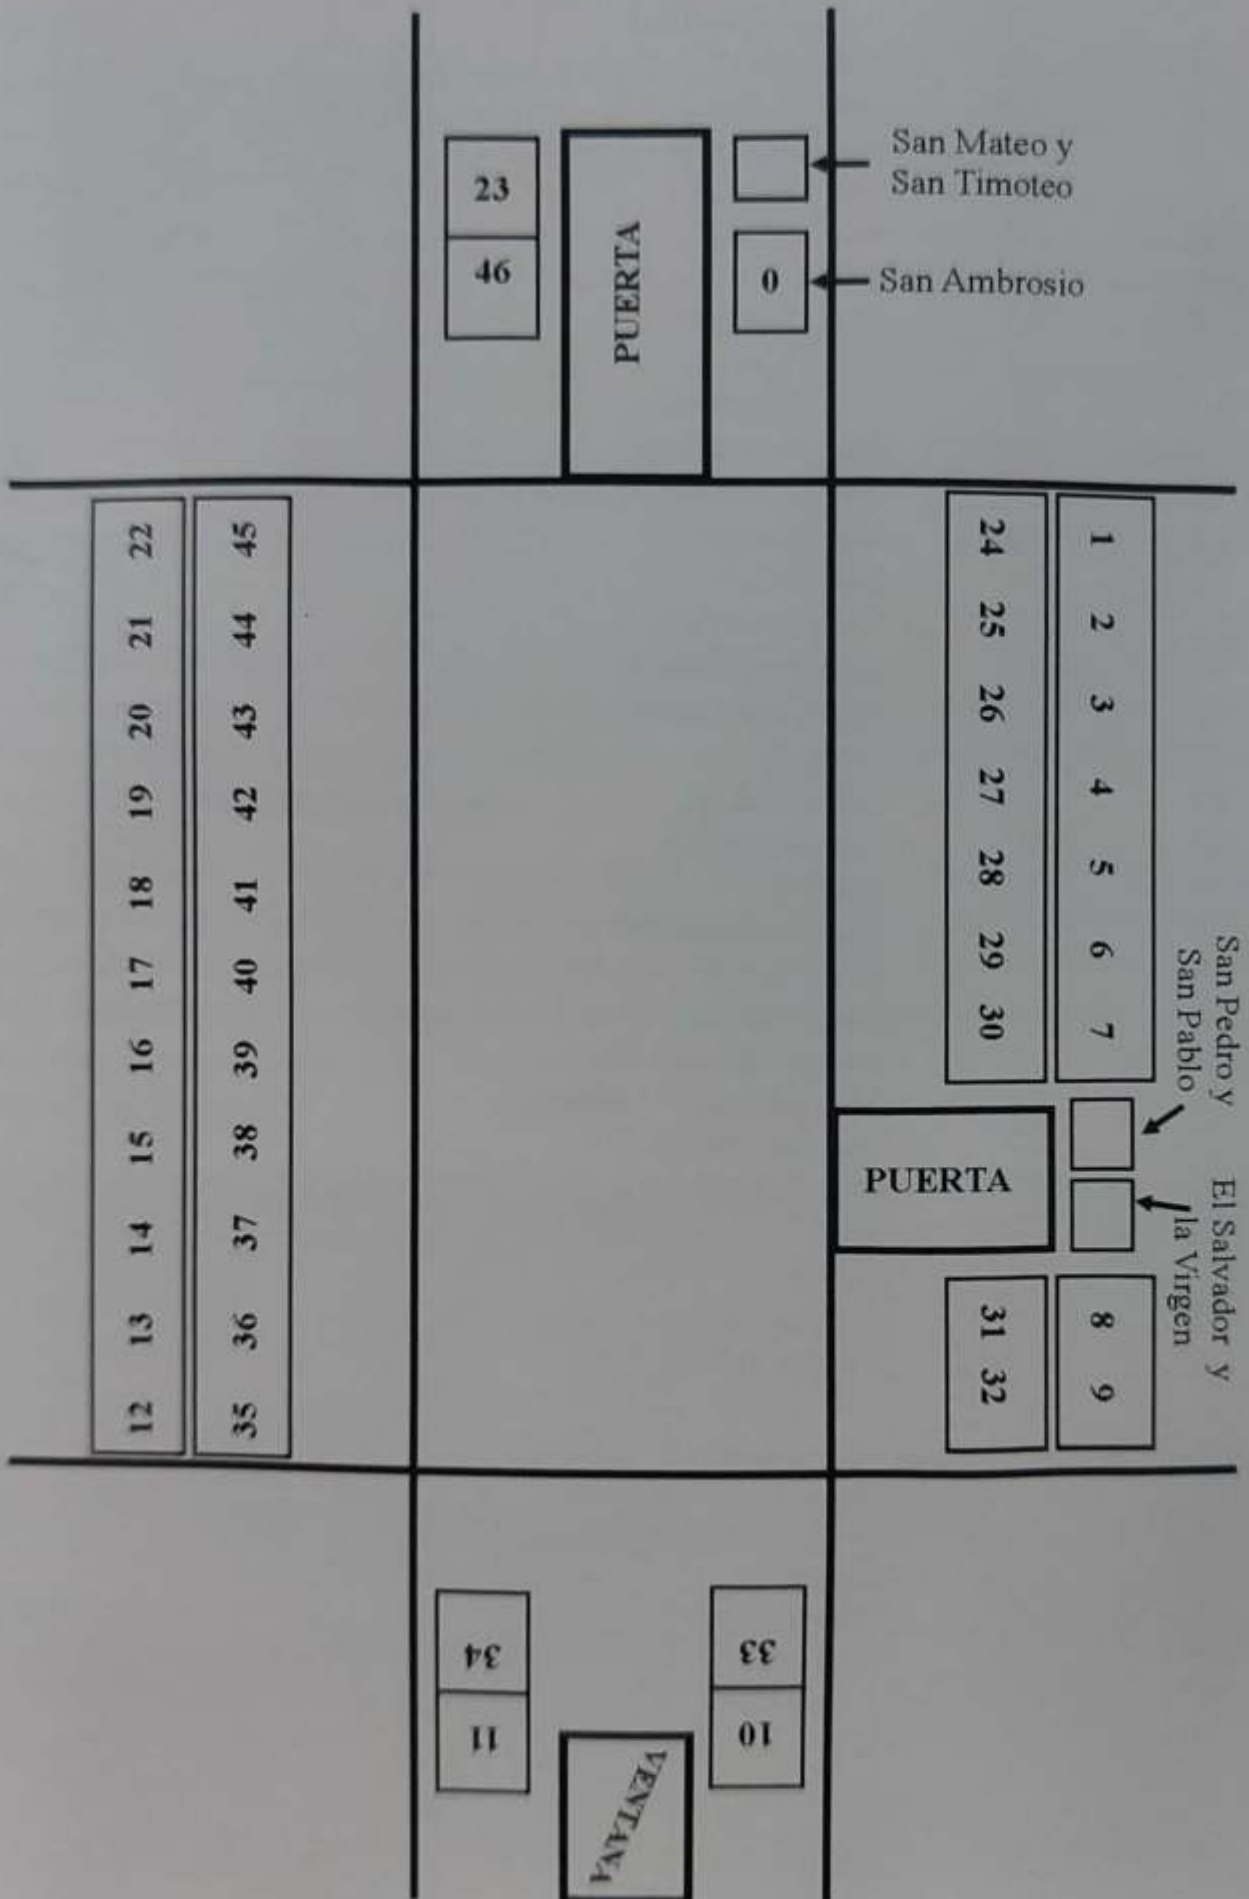 San Mateo y
San Timoteo
23
46
PUERTA
0
San Ambrosio
22 21 20 19 18 17 16 15 14 13 12
45 44 43 42 41 40 39 38 37 36 35
24 25 26 27 28 29 30
1 2 3 4 5 6 7
San Pedro y
San Pablo
El Salvador y
la Virgen
PUERTA
31 32
8 9
34
11
33
10
VENTANA